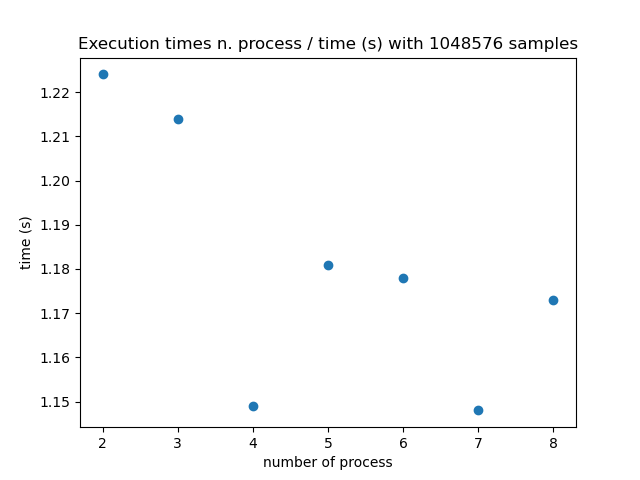 Execution times n. process / time (s) with 1048576 samples
1.22
1.21
1.20
1.19
1.18
1.17
1.16
1.15
time (s)
2 3 4 5 6 7 8
number of process